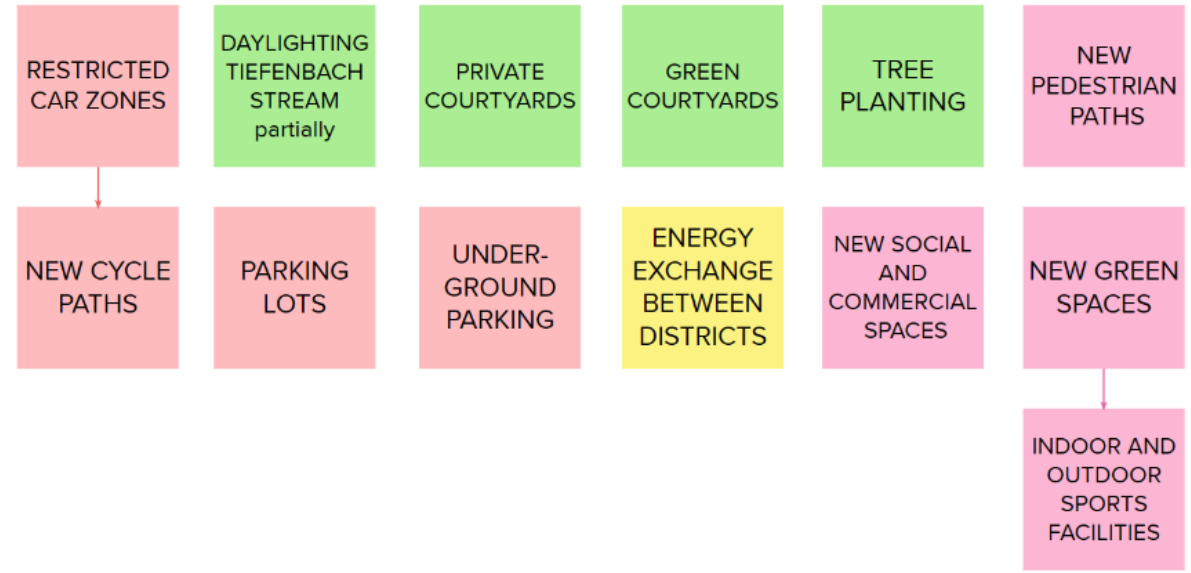 RESTRICTED
CAR ZONES
DAYLIGHTING
TIEFENBACH
STREAM
partially
PRIVATE
COURTYARDS
GREEN
COURTYARDS
TREE
PLANTING
NEW
PEDESTRIAN
PATHS
NEW CYCLE
PATHS
PARKING
LOTS
UNDER-
GROUND
PARKING
ENERGY
EXCHANGE
BETWEEN
DISTRICTS
NEW SOCIAL
AND
COMMERCIAL
SPACES
NEW GREEN
SPACES
INDOOR AND
OUTDOOR
SPORTS
FACILITIES